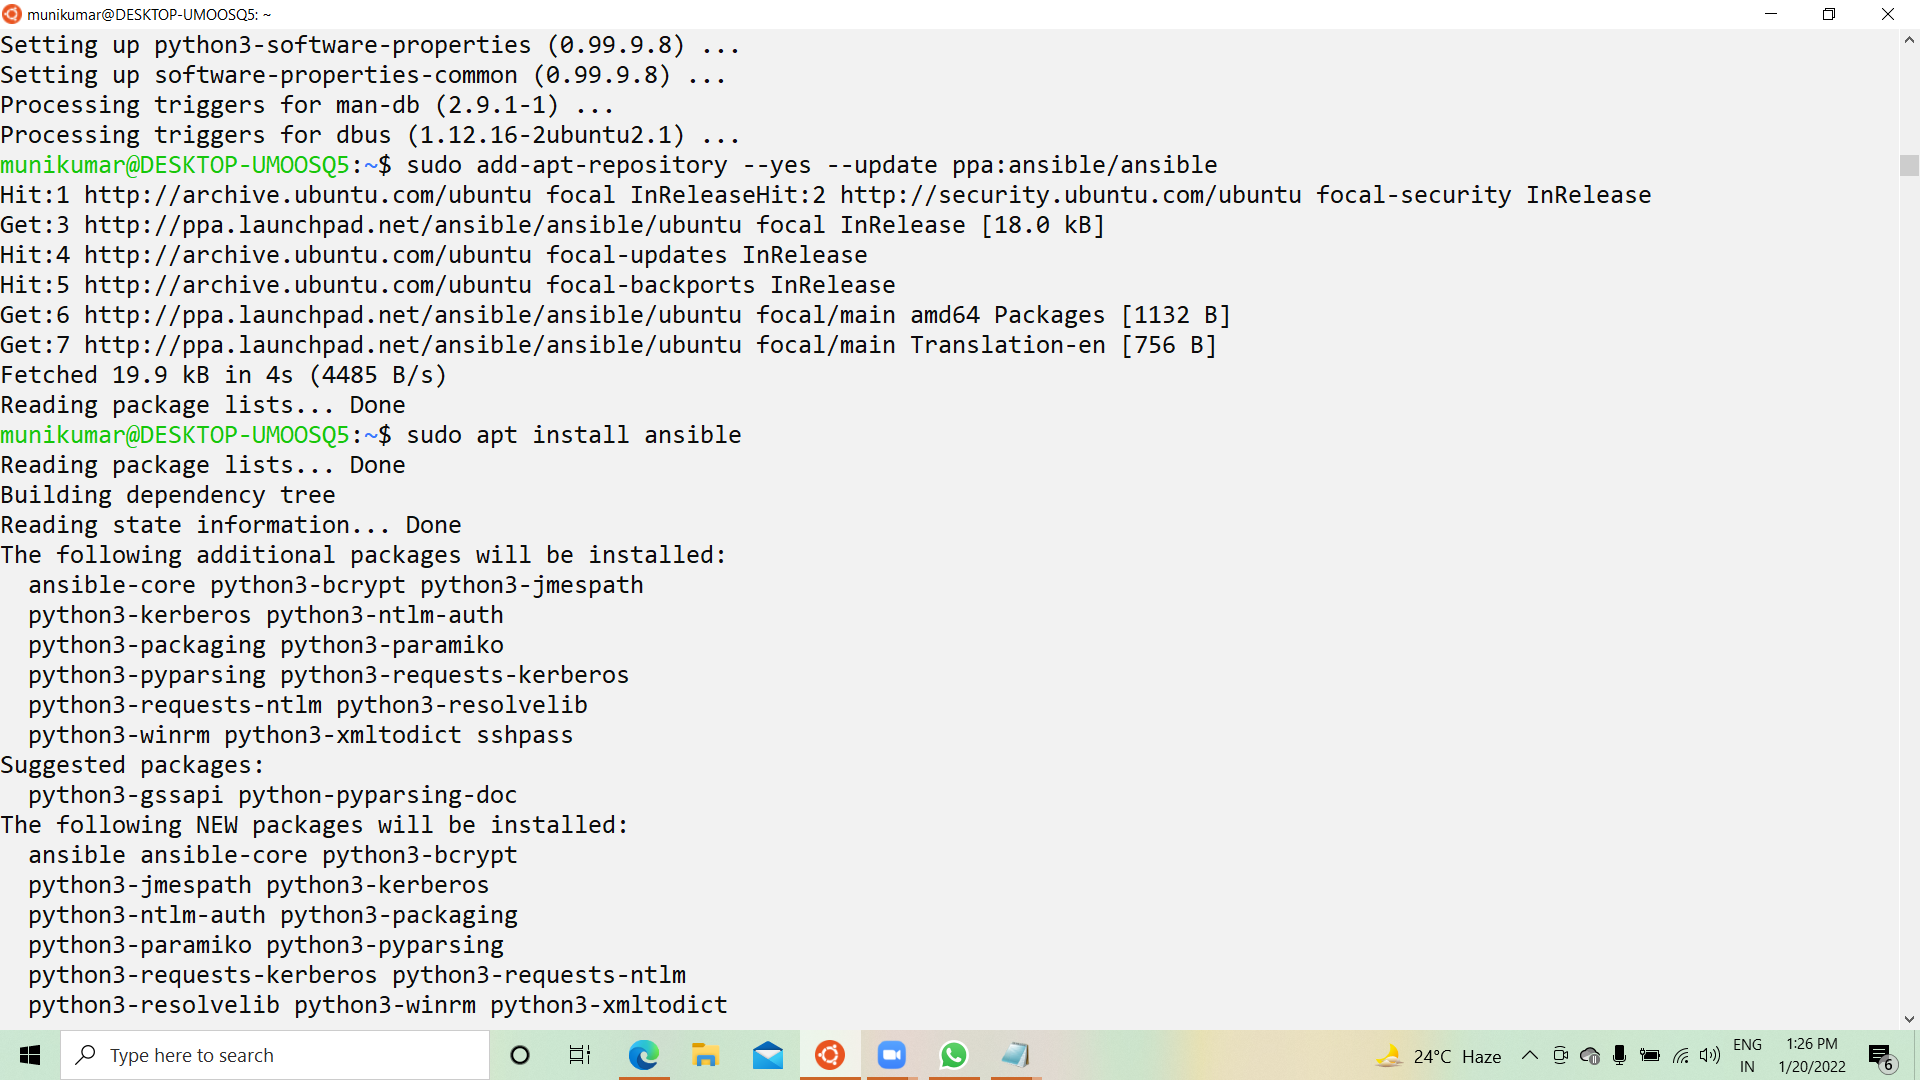 munikumar@DESKTOP-UMOOSQ5: ~
Setting up python3-software-properties (0.99.9.8) ...
Setting up software-properties-common (0.99.9.8) ...
Processing triggers for man-db (2.9.1-1) ...
Processing triggers for dbus (1.12.16-2ubuntu2.1) ...
munikumar@DESKTOP-UMOOSQ5:~$ sudo add-apt-repository --yes --update ppa:ansible/ansible
Hit:1 http://archive.ubuntu.com/ubuntu focal InReleaseHit:2 http://security.ubuntu.com/ubuntu focal-security InRelease
Get:3 http://ppa.launchpad.net/ansible/ansible/ubuntu focal InRelease [18.0 kB]
Hit:4 http://archive.ubuntu.com/ubuntu focal-updates InRelease
Hit:5 http://archive.ubuntu.com/ubuntu focal-backports InRelease
Get:6 http://ppa.launchpad.net/ansible/ansible/ubuntu focal/main amd64 Packages [1132 B]
Get:7 http://ppa.launchpad.net/ansible/ansible/ubuntu focal/main Translation-en [756 B]
Fetched 19.9 kB in 4s (4485 B/s)
Reading package lists... Done
munikumar@DESKTOP-UMOOSQ5:~$ sudo apt install ansible
Reading package lists... Done
Building dependency tree
Reading state information... Done
The following additional packages will be installed:
  ansible-core python3-bcrypt python3-jmespath
  python3-kerberos python3-ntlm-auth
  python3-packaging python3-paramiko
  python3-pyparsing python3-requests-kerberos
  python3-requests-ntlm python3-resolvelib
  python3-winrm python3-xmltodict sshpass
Suggested packages:
  python3-gssapi python-pyparsing-doc
The following NEW packages will be installed:
  ansible ansible-core python3-bcrypt
  python3-jmespath python3-kerberos
  python3-ntlm-auth python3-packaging
  python3-paramiko python3-pyparsing
  python3-requests-kerberos python3-requests-ntlm
  python3-resolvelib python3-winrm python3-xmltodict
Type here to search
24°C Haze
ENG
IN
1:26 PM
1/20/2022
6